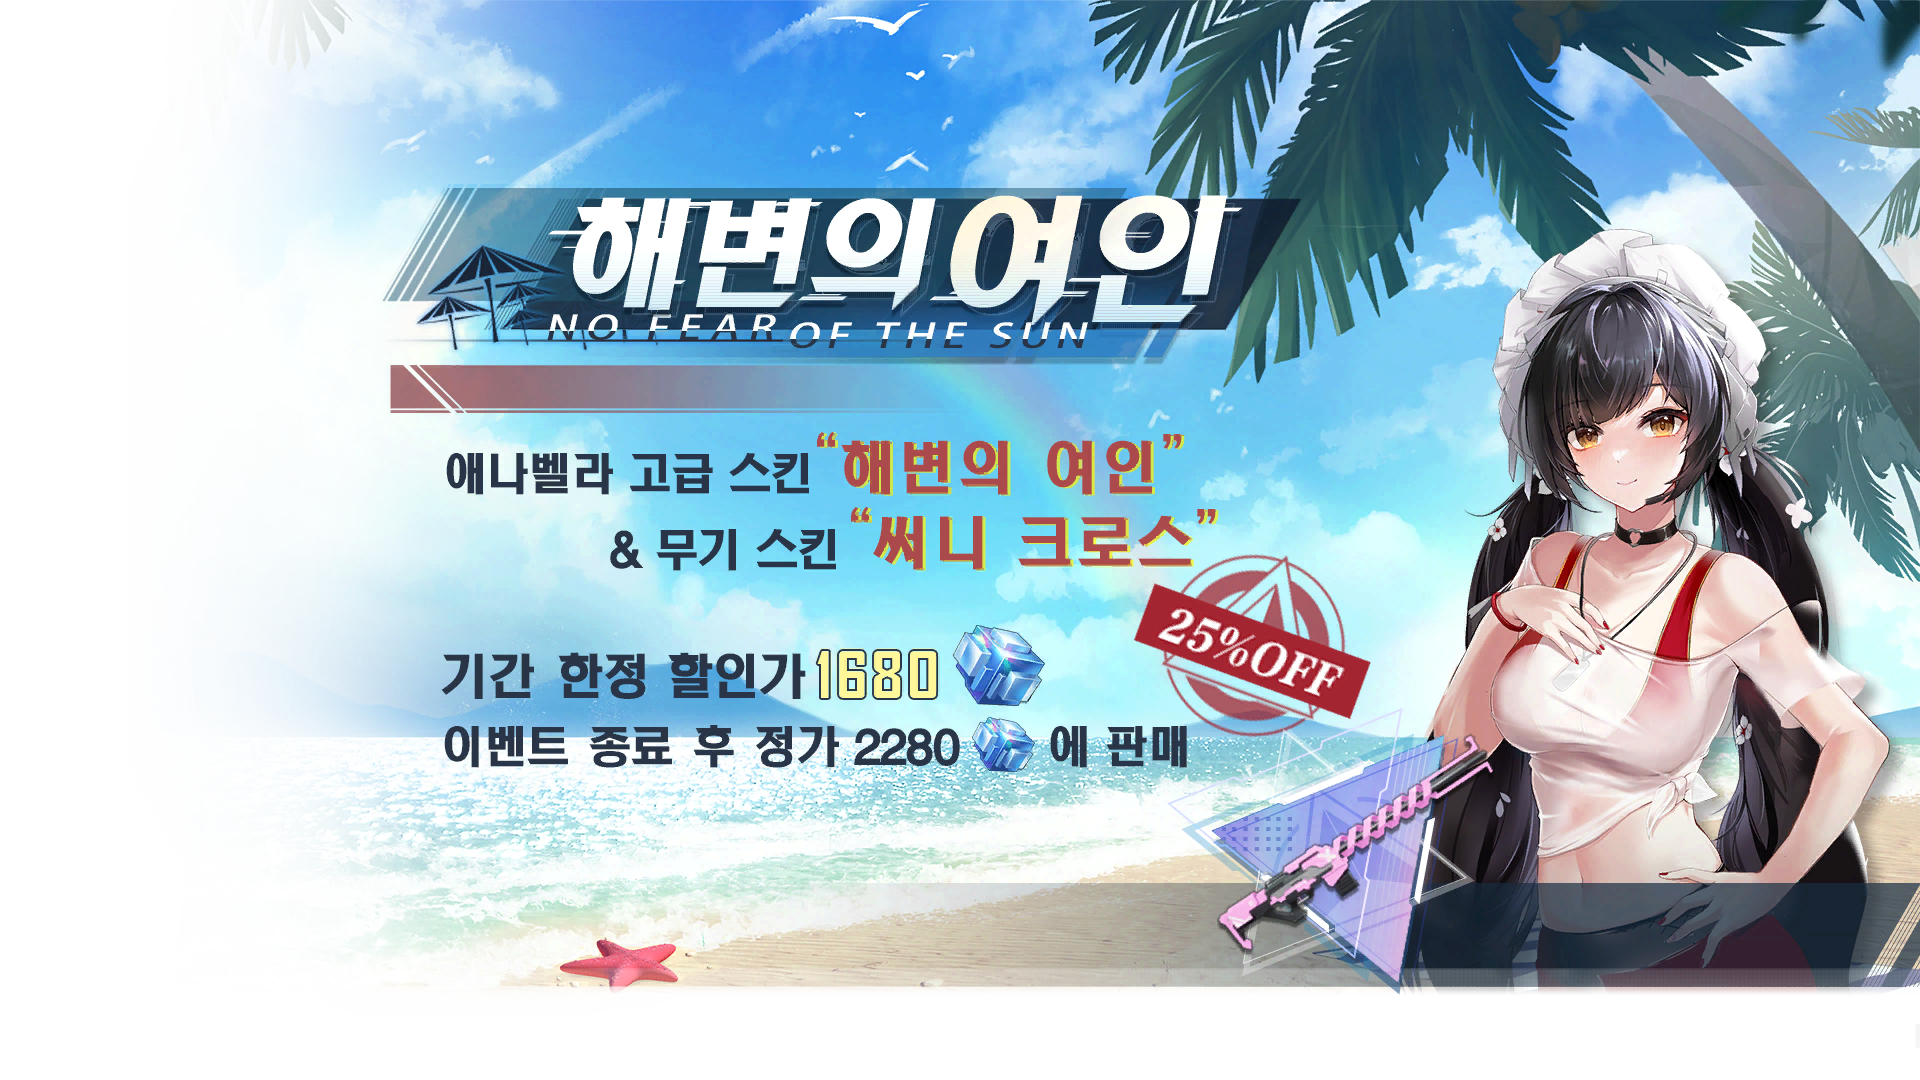 해변의 여인
NO FEAR OF THE SUN
애나벨라 고급 스킨 “해변의 여인”
& 무기 스킨 “써니 크로스”
25%OFF
기간 한정 할인가 1680
이벤트 종료 후 정가 2280 에 판매